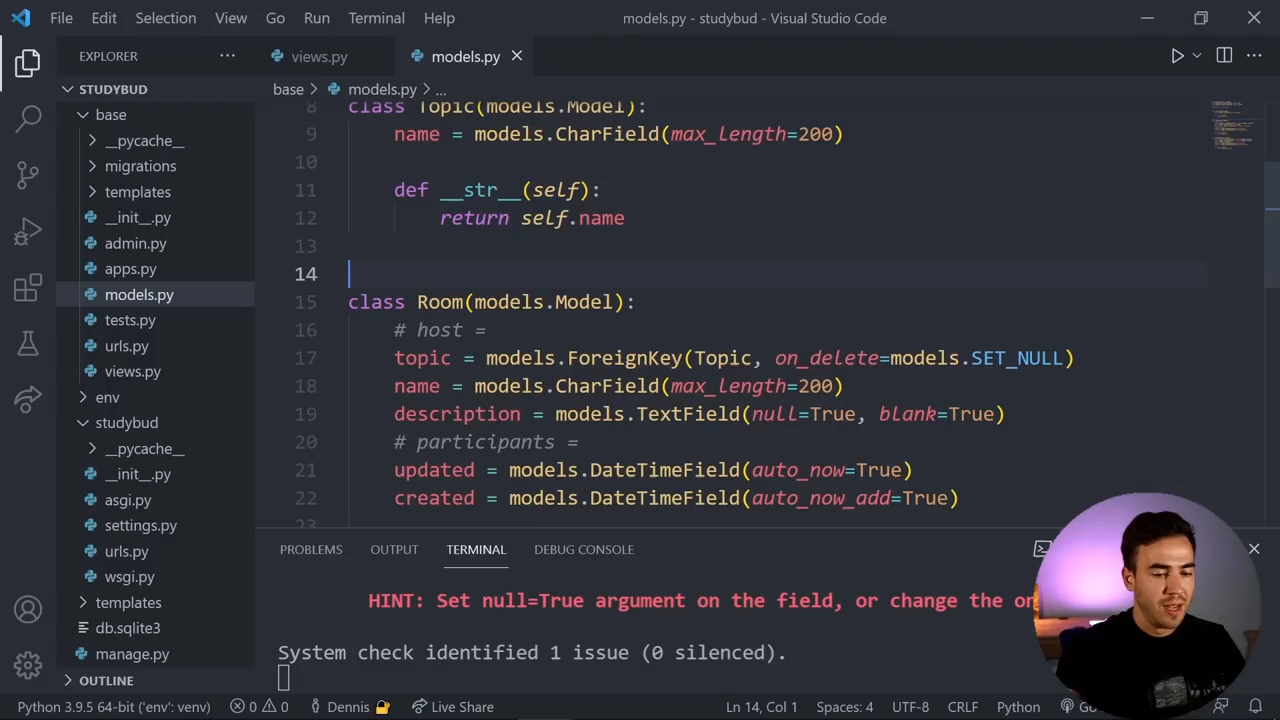 File Edit Selection View Go Run Terminal Help
models.py - studybud - Visual Studio Code
EXPLORER
views.py
models.py
STUDYBUD
base
__pycache__
migrations
templates
__init__.py
admin.py
apps.py
models.py
tests.py
urls.py
views.py
env
studybud
__pycache__
__init__.py
asgi.py
settings.py
urls.py
wsgi.py
templates
db.sqlite3
manage.py
OUTLINE
base > models.py > ...
8 class Topic(models.Model):
9 name = models.CharField(max_length=200)
10
11 def __str__(self):
12 return self.name
13
14
15 class Room(models.Model):
16 # host =
17 topic = models.ForeignKey(Topic, on_delete=models.SET_NULL)
18 name = models.CharField(max_length=200)
19 description = models.TextField(null=True, blank=True)
20 # participants =
21 updated = models.DateTimeField(auto_now=True)
22 created = models.DateTimeField(auto_now_add=True)
23
PROBLEMS OUTPUT TERMINAL DEBUG CONSOLE
HINT: Set null=True argument on the field, or change the on
System check identified 1 issue (0 silenced).
Python 3.9.5 64-bit ('env': venv) 0 0 Dennis Live Share Ln 14, Col 1 Spaces: 4 UTF-8 CRLF Python Go